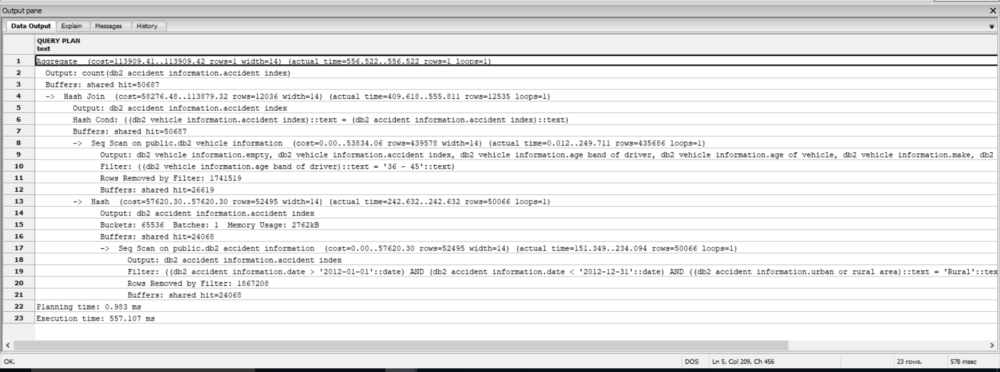 Output pane
Data Output Explain Messages History
QUERY PLAN
text
1 Aggregate (cost=113909.41..113909.42 rows=1 width=14) (actual time=556.522..556.522 rows=1 loops=1)
2 Output: count(db2 accident information.accident index)
3 Buffers: shared hit=50687
4 -> Hash Join (cost=58276.48..113879.32 rows=12036 width=14) (actual time=409.618..555.811 rows=12535 loops=1)
5 Output: db2 accident information.accident index
6 Hash Cond: ((db2 vehicle information.accident index)::text = (db2 accident information.accident index)::text)
7 Buffers: shared hit=50687
8 -> Seq Scan on public.db2 vehicle information (cost=0.00..53834.06 rows=439578 width=14) (actual time=0.012..249.711 rows=435686 loops=1)
9 Output: db2 vehicle information.empty, db2 vehicle information.accident index, db2 vehicle information.age band of driver, db2 vehicle information.age of vehicle, db2 vehicle information.make, db2
10 Filter: ((db2 vehicle information.age band of driver)::text = '36 - 45'::text)
11 Rows Removed by Filter: 1741519
12 Buffers: shared hit=26619
13 -> Hash (cost=57620.30..57620.30 rows=52495 width=14) (actual time=242.632..242.632 rows=50066 loops=1)
14 Output: db2 accident information.accident index
15 Buckets: 65536 Batches: 1 Memory Usage: 2762kB
16 Buffers: shared hit=24068
17 -> Seq Scan on public.db2 accident information (cost=0.00..57620.30 rows=52495 width=14) (actual time=151.349..234.094 rows=50066 loops=1)
18 Output: db2 accident information.accident index
19 Filter: ((db2 accident information.date > '2012-01-01'::date) AND (db2 accident information.date < '2012-12-31'::date) AND ((db2 accident information.urban or rural area)::text = 'Rural'::tex
20 Rows Removed by Filter: 1867208
21 Buffers: shared hit=24068
22 Planning time: 0.983 ms
23 Execution time: 557.107 ms
OK. DOS Ln 5, Col 209, Ch 456 23 rows. 578 msec